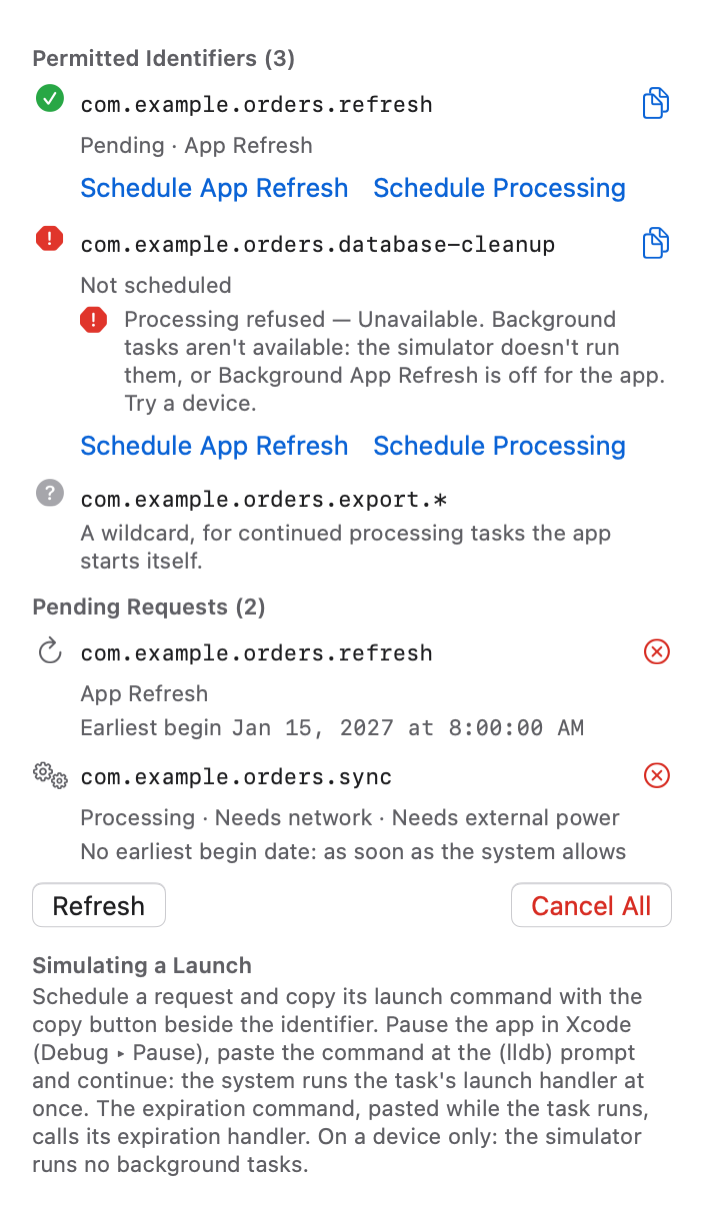 Permitted Identifiers (3)
com.example.orders.refresh
Pending · App Refresh
Schedule App Refresh Schedule Processing
com.example.orders.database-cleanup
Not scheduled
Processing refused — Unavailable. Background
tasks aren't available: the simulator doesn't run
them, or Background App Refresh is off for the app.
Try a device.
Schedule App Refresh Schedule Processing
com.example.orders.export.*
A wildcard, for continued processing tasks the app
starts itself.
Pending Requests (2)
com.example.orders.refresh
App Refresh
Earliest begin Jan 15, 2027 at 8:00:00 AM
com.example.orders.sync
Processing · Needs network · Needs external power
No earliest begin date: as soon as the system allows
Refresh Cancel All
Simulating a Launch
Schedule a request and copy its launch command with the
copy button beside the identifier. Pause the app in Xcode
(Debug ▸ Pause), paste the command at the (lldb) prompt
and continue: the system runs the task's launch handler at
once. The expiration command, pasted while the task runs,
calls its expiration handler. On a device only: the simulator
runs no background tasks.